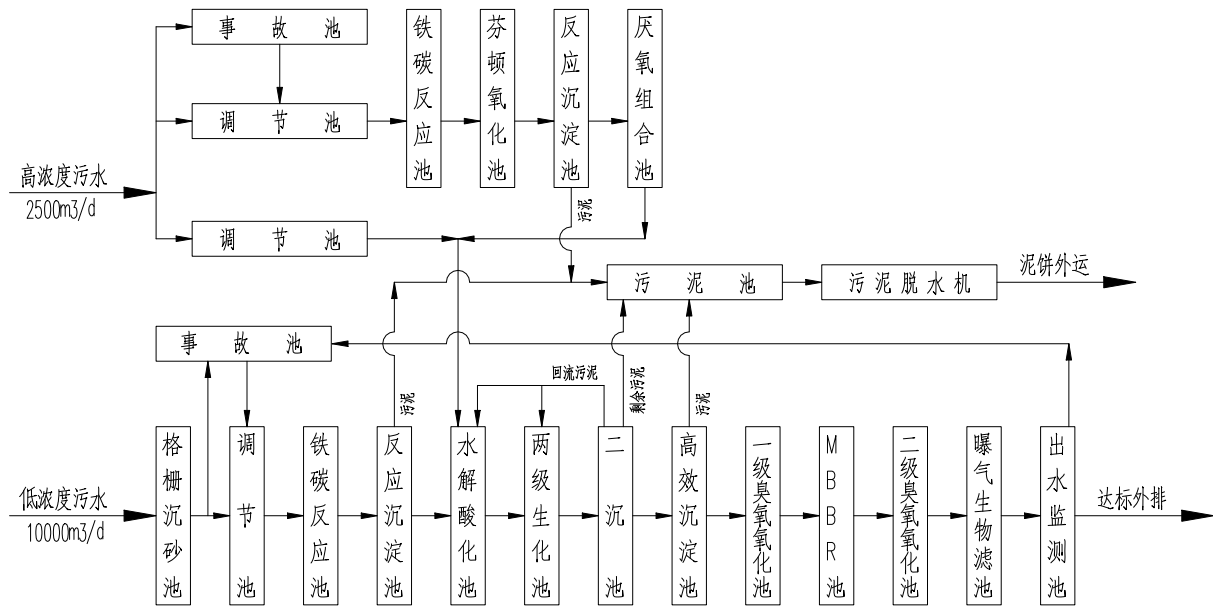 事故池
调节池
铁碳反应池
芬顿氧化池
反应沉淀池
厌氧组合池
高浓度污水
2500m3/d
调节池
污泥
污泥池
污泥脱水机
泥饼外运
事故池
回流污泥
污泥
剩余污泥
污泥
低浓度污水
10000m3/d
格栅沉砂池
调节池
铁碳反应池
反应沉淀池
水解酸化池
两级生化池
二沉池
高效沉淀池
一级臭氧氧化池
MBBR池
二级臭氧氧化池
曝气生物滤池
出水监测池
达标外排